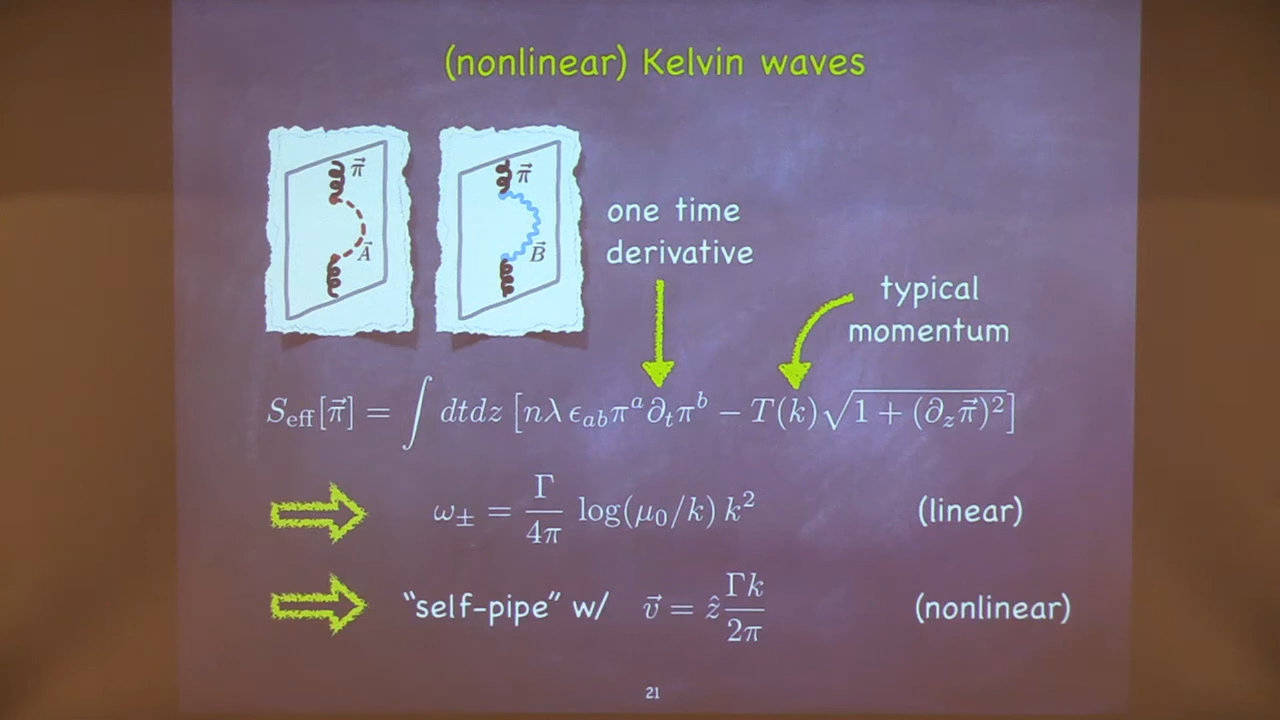 (nonlinear) Kelvin waves
π⃗
A⃗
π⃗
B⃗
one time
derivative
typical
momentum
S_eff[π⃗] = ∫ dtdz [nλ ϵ_ab π^a ∂_t π^b − T(k)√(1 + (∂_z π⃗)²)]
ω_± = Γ/4π log(μ₀/k) k² (linear)
“self-pipe” w/ v⃗ = ẑ Γk/2π (nonlinear)
21